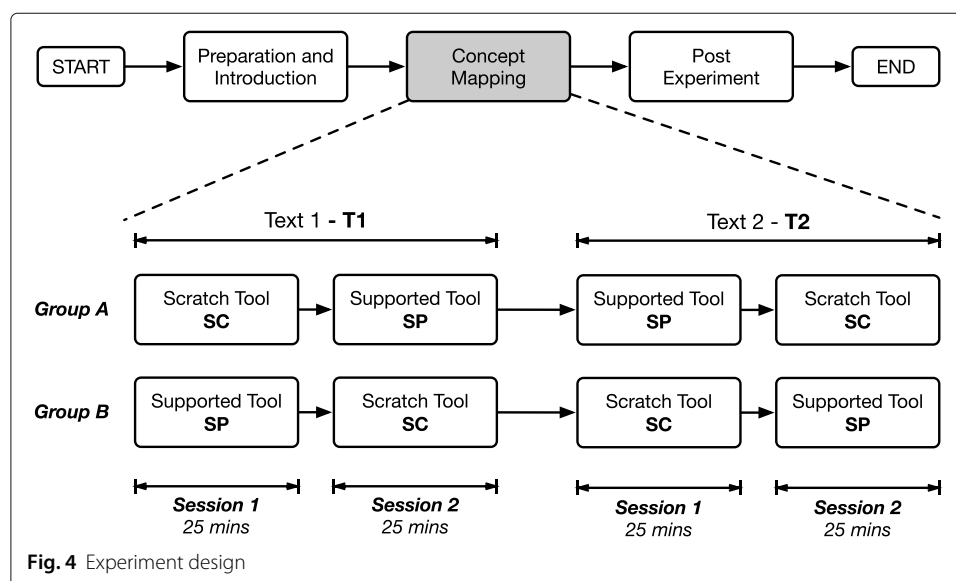 START
Preparation and
Introduction
Concept
Mapping
Post
Experiment
END
Text 1 - T1
Text 2 - T2
Group A
Scratch Tool
SC
Supported Tool
SP
Supported Tool
SP
Scratch Tool
SC
Group B
Supported Tool
SP
Scratch Tool
SC
Scratch Tool
SC
Supported Tool
SP
Session 1
25 mins
Session 2
25 mins
Session 1
25 mins
Session 2
25 mins
Fig. 4 Experiment design